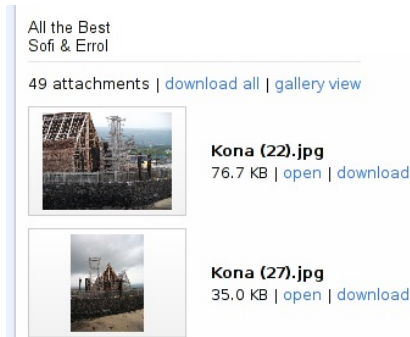 All the Best
Sofi & Errol
49 attachments | download all | gallery view
Kona (22).jpg
76.7 KB | open | download
Kona (27).jpg
35.0 KB | open | download